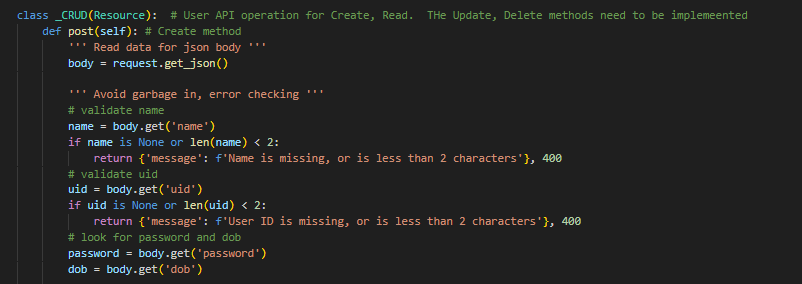 class _CRUD(Resource):  # User API operation for Create, Read.  THe Update, Delete methods need to be implemeented
    def post(self): # Create method
        ''' Read data for json body '''
        body = request.get_json()

        ''' Avoid garbage in, error checking '''
        # validate name
        name = body.get('name')
        if name is None or len(name) < 2:
            return {'message': f'Name is missing, or is less than 2 characters'}, 400
        # validate uid
        uid = body.get('uid')
        if uid is None or len(uid) < 2:
            return {'message': f'User ID is missing, or is less than 2 characters'}, 400
        # look for password and dob
        password = body.get('password')
        dob = body.get('dob')